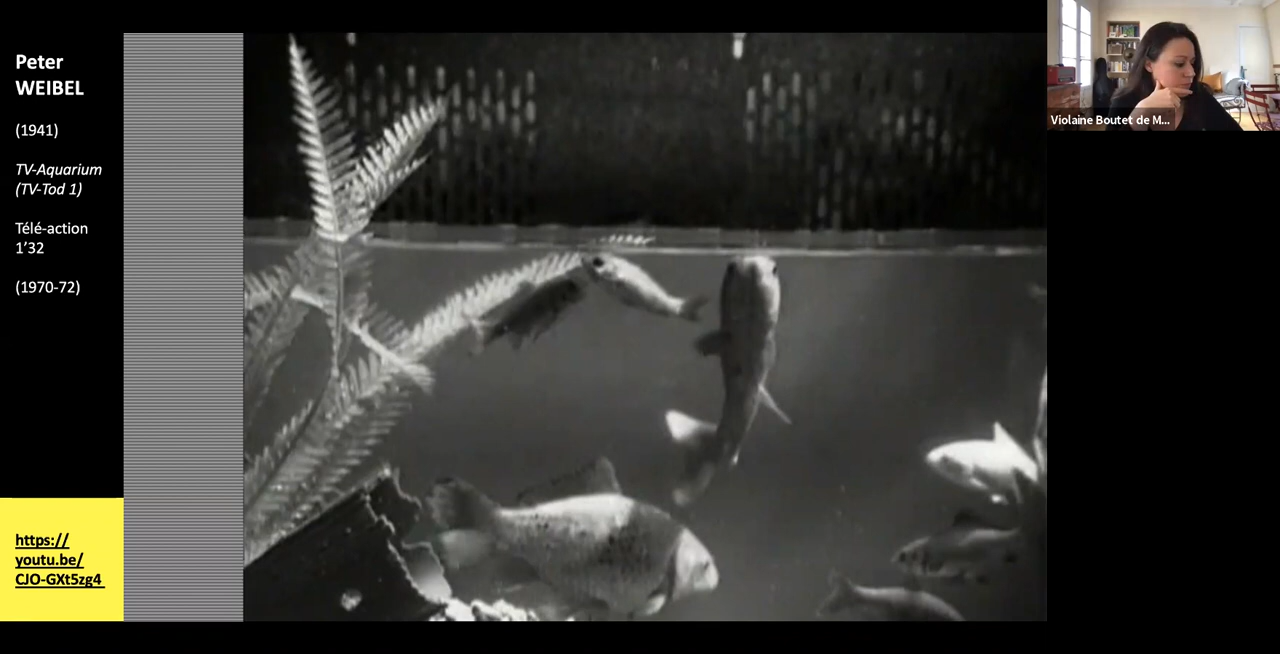 Peter
WEIBEL
(1941)
TV-Aquarium
(TV-Tod 1)
Télé-action
1’32
(1970-72)
https://
youtu.be/
CJO-GXt5zg4
Violaine Boutet de M...